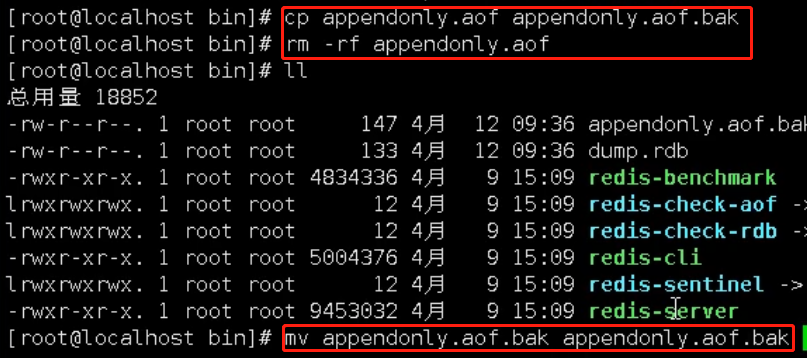 [root@localhost bin]# cp appendonly.aof appendonly.aof.bak
[root@localhost bin]# rm -rf appendonly.aof
[root@localhost bin]# ll
总用量 18852
-rw-r--r--. 1 root root     147 4月  12 09:36 appendonly.aof.bak
-rw-r--r--. 1 root root     133 4月  12 09:36 dump.rdb
-rwxr-xr-x. 1 root root 4834336 4月   9 15:09 redis-benchmark
lrwxrwxrwx. 1 root root      12 4月   9 15:09 redis-check-aof ->
lrwxrwxrwx. 1 root root      12 4月   9 15:09 redis-check-rdb ->
-rwxr-xr-x. 1 root root 5004376 4月   9 15:09 redis-cli
lrwxrwxrwx. 1 root root      12 4月   9 15:09 redis-sentinel ->
-rwxr-xr-x. 1 root root 9453032 4月   9 15:09 redis-server
[root@localhost bin]# mv appendonly.aof.bak appendonly.aof.bak